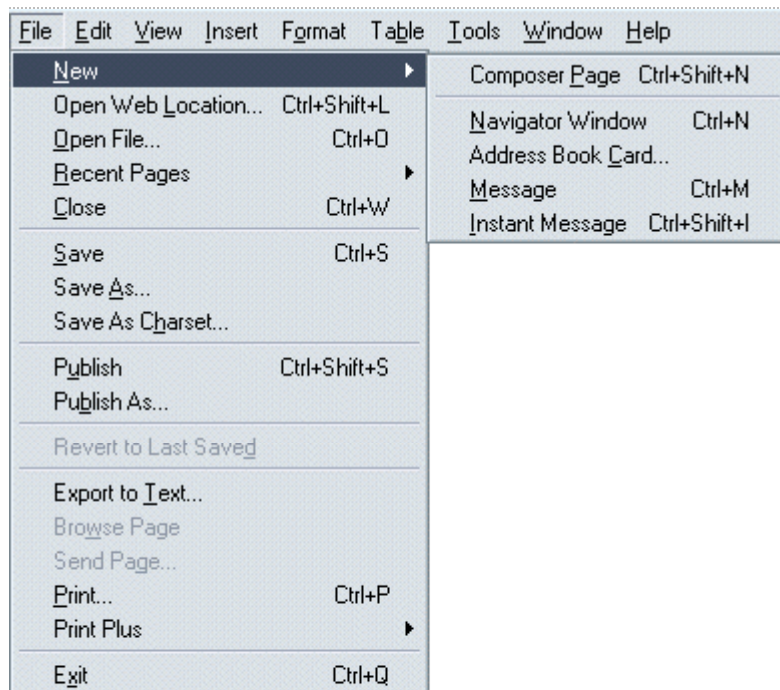 File Edit View Insert Format Table Tools Window Help
New
Open Web Location... Ctrl+Shift+L
Open File... Ctrl+O
Recent Pages
Close Ctrl+W
Save Ctrl+S
Save As...
Save As Charset...
Publish Ctrl+Shift+S
Publish As...
Revert to Last Saved
Export to Text...
Browse Page
Send Page...
Print... Ctrl+P
Print Plus
Exit Ctrl+Q
Composer Page Ctrl+Shift+N
Navigator Window Ctrl+N
Address Book Card...
Message Ctrl+M
Instant Message Ctrl+Shift+I